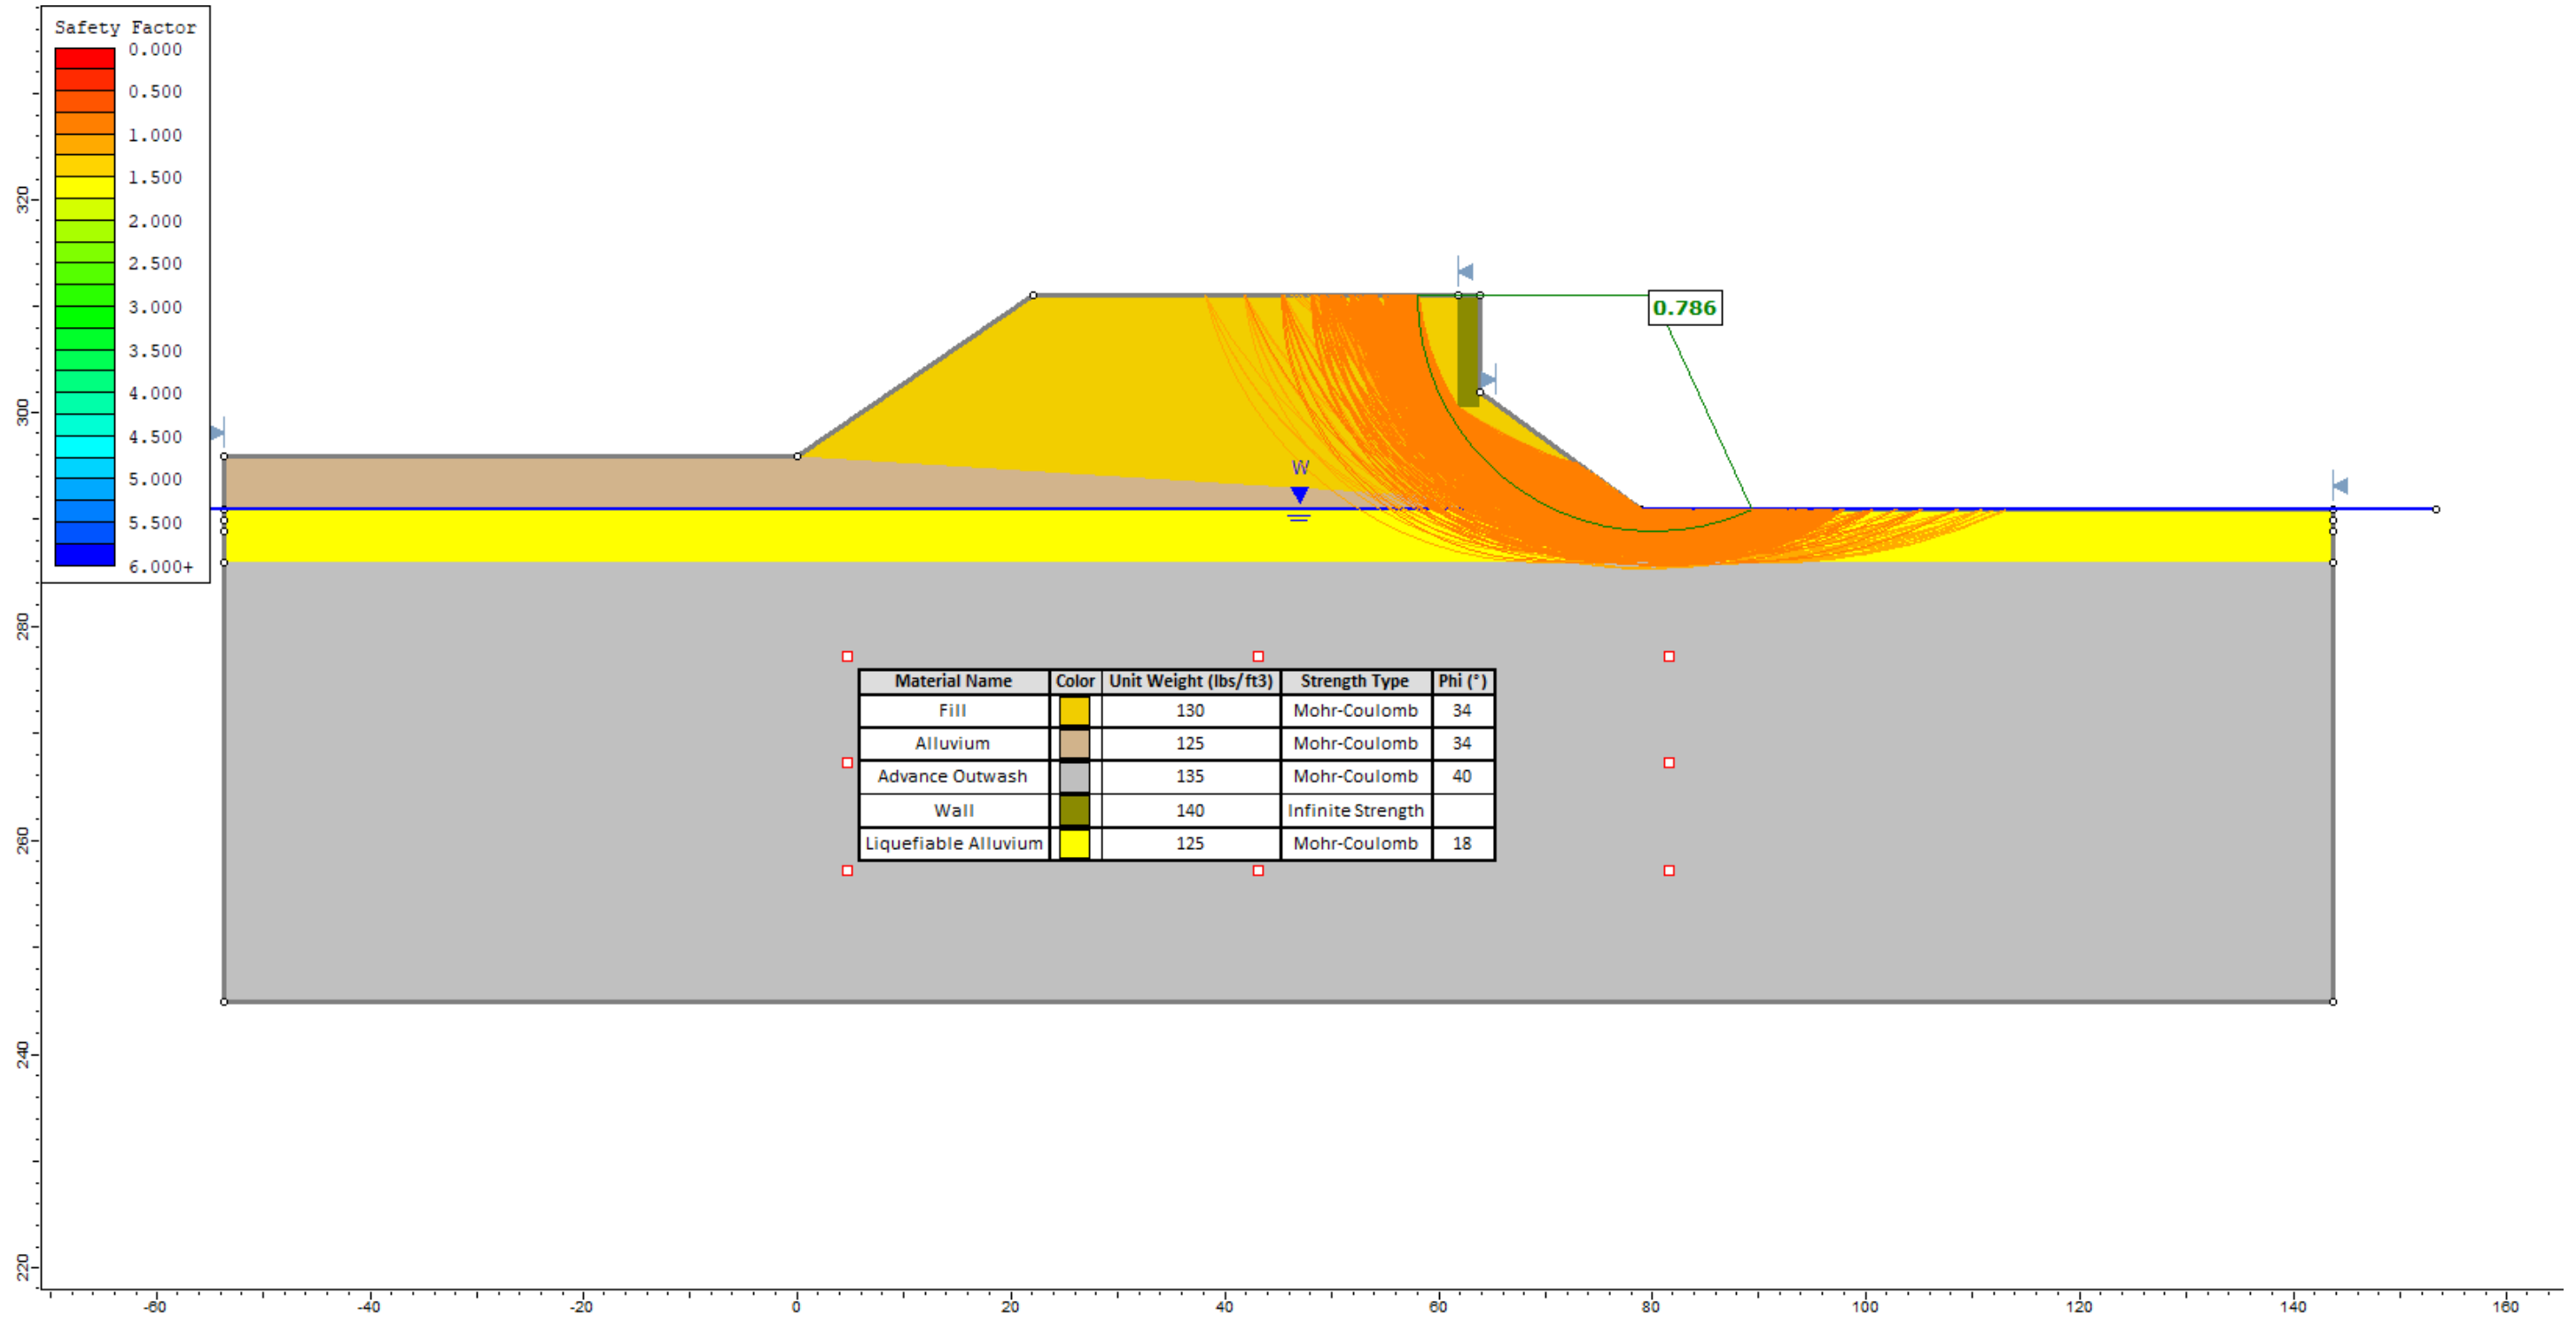 Safety Factor
0.000
0.500
1.000
1.500
2.000
2.500
3.000
3.500
4.000
4.500
5.000
5.500
6.000+
320
300
280
260
240
220
W
0.786
Material Name Color Unit Weight (lbs/ft3) Strength Type Phi (°)
Fill 130 Mohr-Coulomb 34
Alluvium 125 Mohr-Coulomb 34
Advance Outwash 135 Mohr-Coulomb 40
Wall 140 Infinite Strength
Liquefiable Alluvium 125 Mohr-Coulomb 18
-60 -40 -20 0 20 40 60 80 100 120 140 160